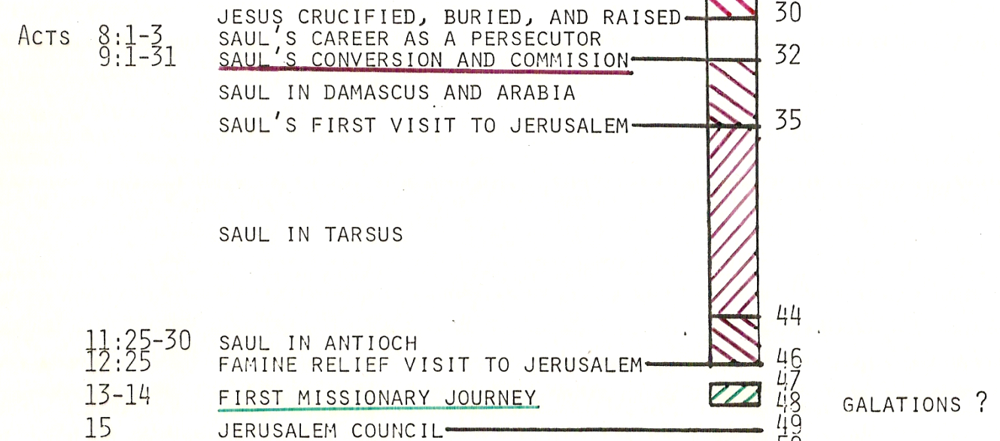 JESUS CRUCIFIED, BURIED, AND RAISED 30
ACTS 8:1-3 SAUL'S CAREER AS A PERSECUTOR
9:1-31 SAUL'S CONVERSION AND COMMISION 32
SAUL IN DAMASCUS AND ARABIA
SAUL'S FIRST VISIT TO JERUSALEM 35
SAUL IN TARSUS
44
11:25-30 SAUL IN ANTIOCH
12:25 FAMINE RELIEF VISIT TO JERUSALEM 46
47
13-14 FIRST MISSIONARY JOURNEY 48 GALATIONS ?
15 JERUSALEM COUNCIL 49